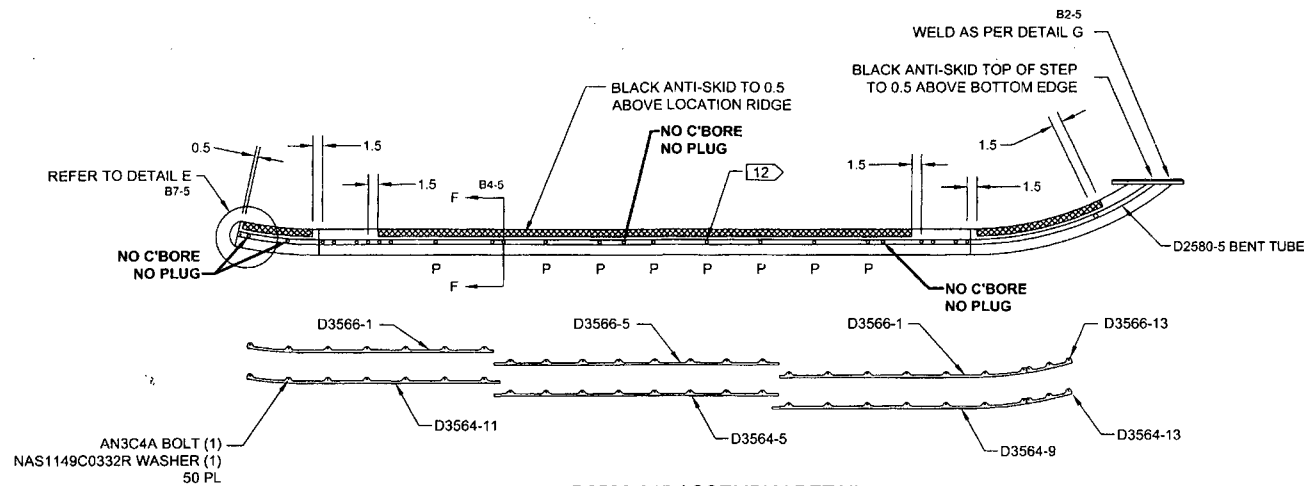 B2-5
WELD AS PER DETAIL G
BLACK ANTI-SKID TOP OF STEP
TO 0.5 ABOVE BOTTOM EDGE
BLACK ANTI-SKID TO 0.5
ABOVE LOCATION RIDGE
NO C'BORE
NO PLUG
0.5
1.5
1.5
1.5
1.5
1.5
12
REFER TO DETAIL E
B7-5
F
B4-5
D2580-5 BENT TUBE
NO C'BORE
NO PLUG
P P P P P P P P
F
NO C'BORE
NO PLUG
D3566-1
D3566-5
D3566-1
D3566-13
D3564-11
D3564-5
D3564-9
D3564-13
AN3C4A BOLT (1)
NAS1149C0332R WASHER (1)
50 PL